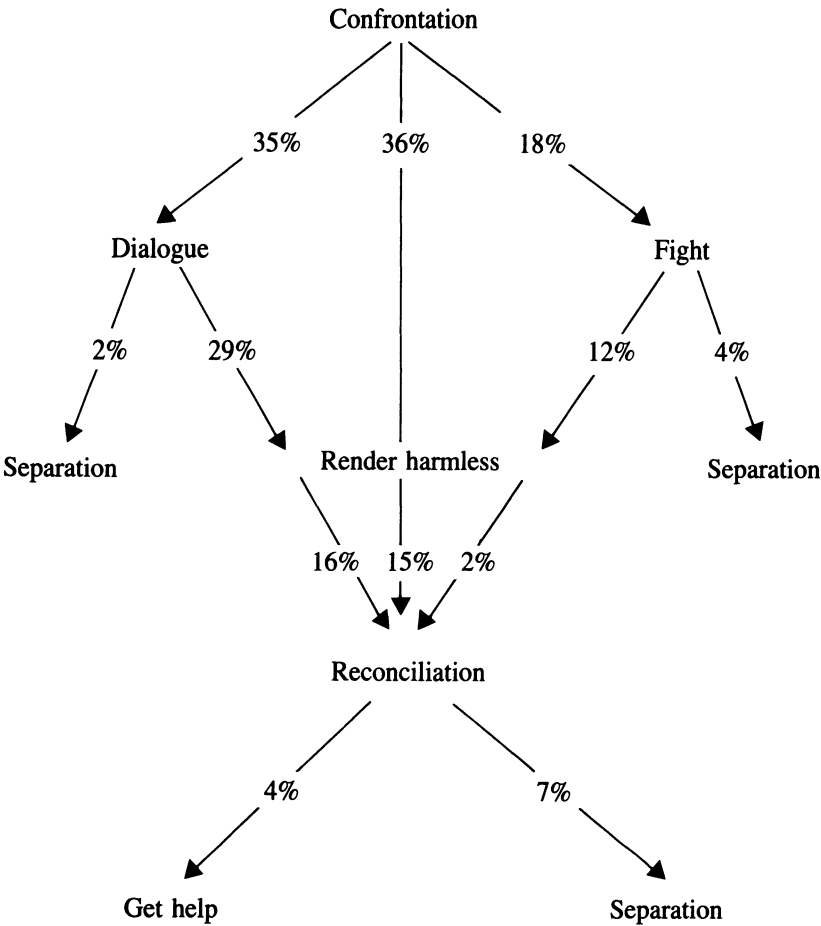 Confrontation
35% 36% 18%
Dialogue Fight
2% 29% 12% 4%
Separation Render harmless Separation
16% 15% 2%
Reconciliation
4% 7%
Get help Separation